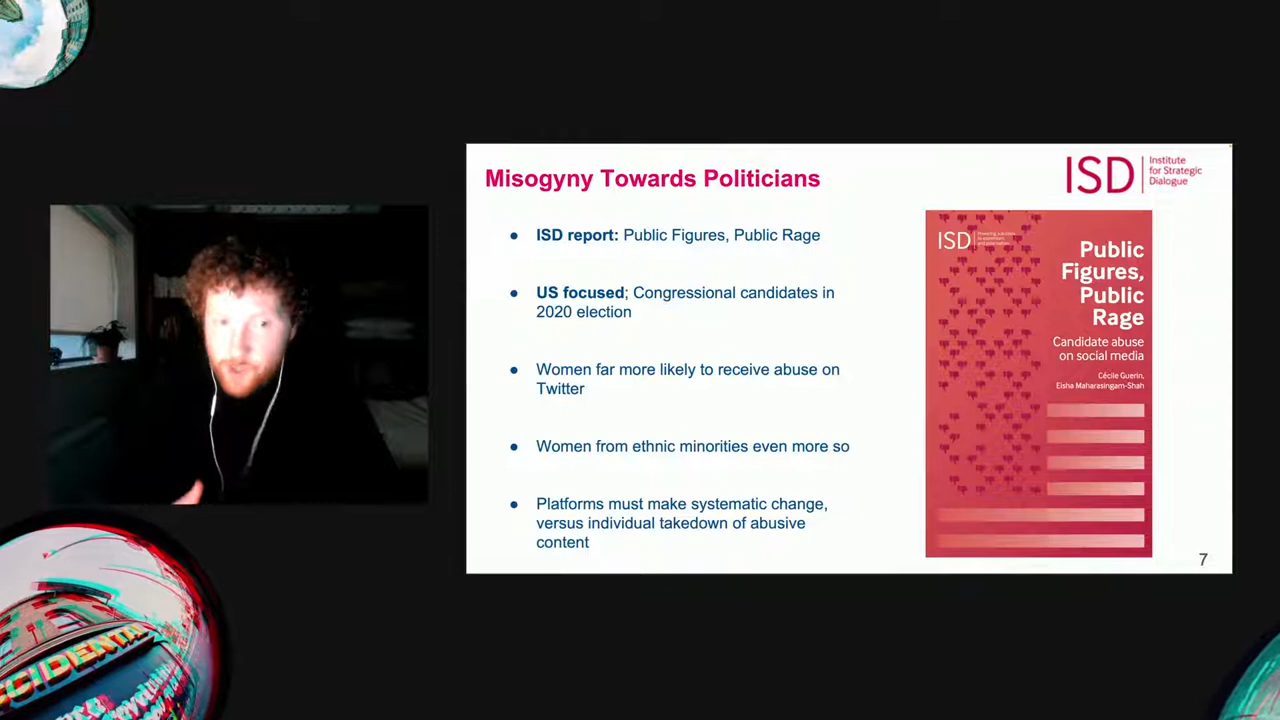 Misogyny Towards Politicians
ISD
Institute
for Strategic
Dialogue
• ISD report: Public Figures, Public Rage
• US focused; Congressional candidates in
2020 election
• Women far more likely to receive abuse on
Twitter
• Women from ethnic minorities even more so
• Platforms must make systematic change,
versus individual takedown of abusive
content
ISD
Public
Figures,
Public
Rage
Candidate abuse
on social media
Cécile Guerin,
Eisha Maharasingam-Shah
7